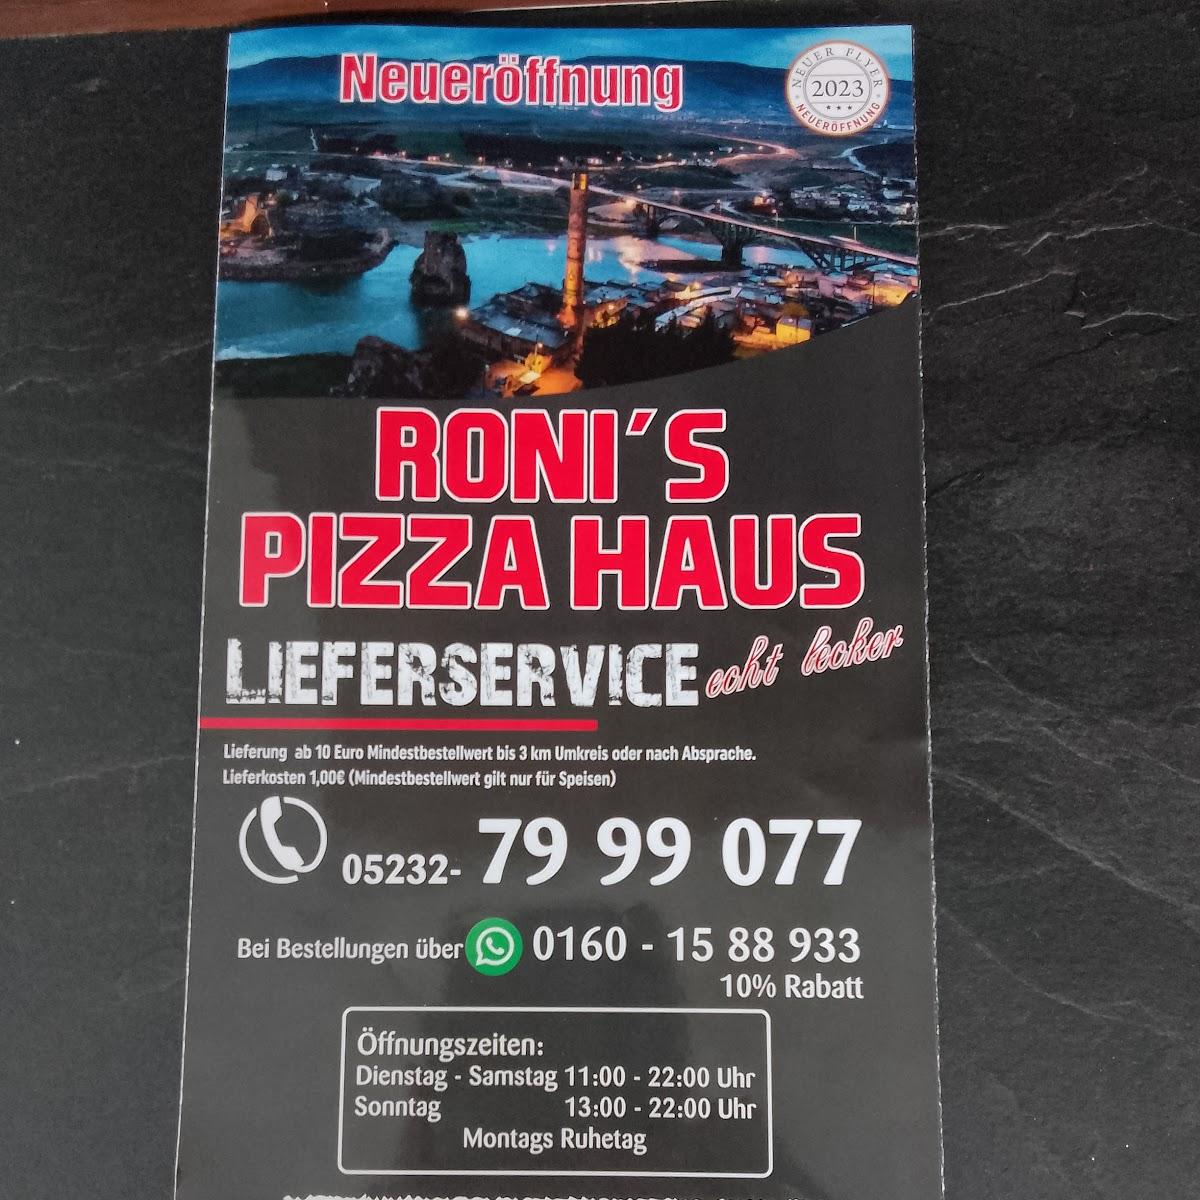 Neueröffnung
NEUER FLYER
2023
NEUERÖFFNUNG
RONI´S
PIZZA HAUS
LIEFERSERVICE echt lecker
Lieferung ab 10 Euro Mindestbestellwert bis 3 km Umkreis oder nach Absprache.
Lieferkosten 1,00€ (Mindestbestellwert gilt nur für Speisen)
05232- 79 99 077
Bei Bestellungen über 0160 - 15 88 933
10% Rabatt
Öffnungszeiten:
Dienstag - Samstag 11:00 - 22:00 Uhr
Sonntag 13:00 - 22:00 Uhr
Montags Ruhetag